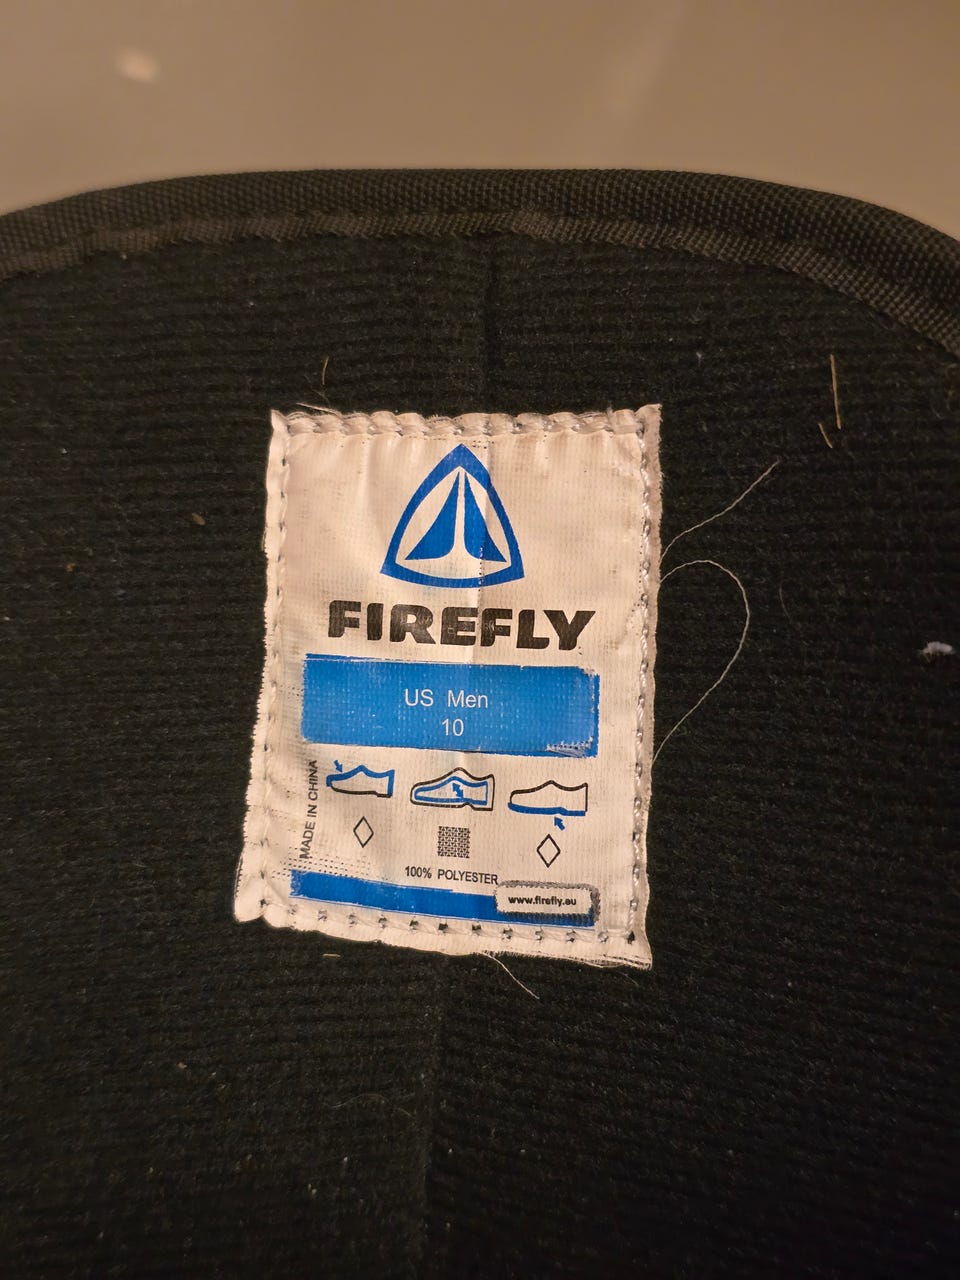 FIREFLY
US Men
10
MADE IN CHINA
100% POLYESTER
www.firefly.eu